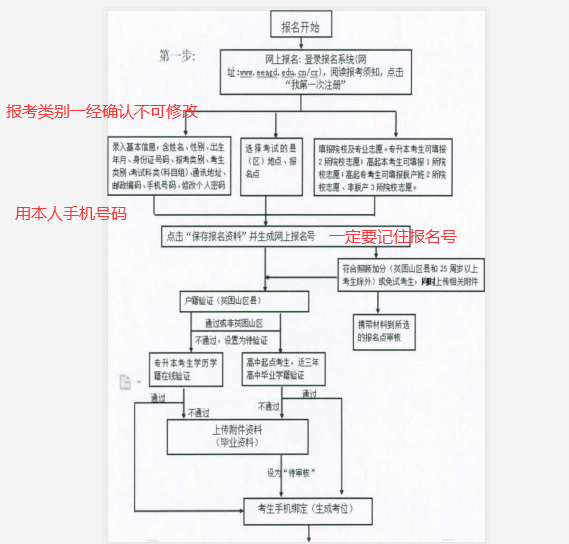 报名开始
第一步:
网上报名: 登录报名系统(网
址:www.eeagd.edu.cn/cr), 阅读报考须知, 点击
“我第一次注册”
报考类别一经确认不可修改
录入基本信息, 含姓名、性别、出生
年月、身份证号码、报考类别、考生
类别、考试科类(科目组)、通讯地址、
邮政编码、手机号码、修改个人密码
选择考试的县
(区)地点、报
名点
填报院校及专业志愿。专升本考生可填报
2所院校志愿; 高起本考生可填报1所院
校志愿; 高起专考生可填报脱产班2所院
校志愿、非脱产3所院校志愿。
用本人手机号码
点击“保存报名资料”并生成网上报名号
一定要记住报名号
符合照顾加分(贫困山区县和25周岁以上
考生除外)或免试考生, 同时上传相关附件
户籍验证(贫困山区县)
携带材料到所选
的报名点审核
通过或非贫困山区
不通过, 设置为待验证
专升本考生学历学
籍在线验证
高中起点考生, 近三年
高中毕业学籍验证
通过
不通过
通过
不通过
上传附件资料
(毕业资料)
设为“待审核”
考生手机绑定(生成考位)